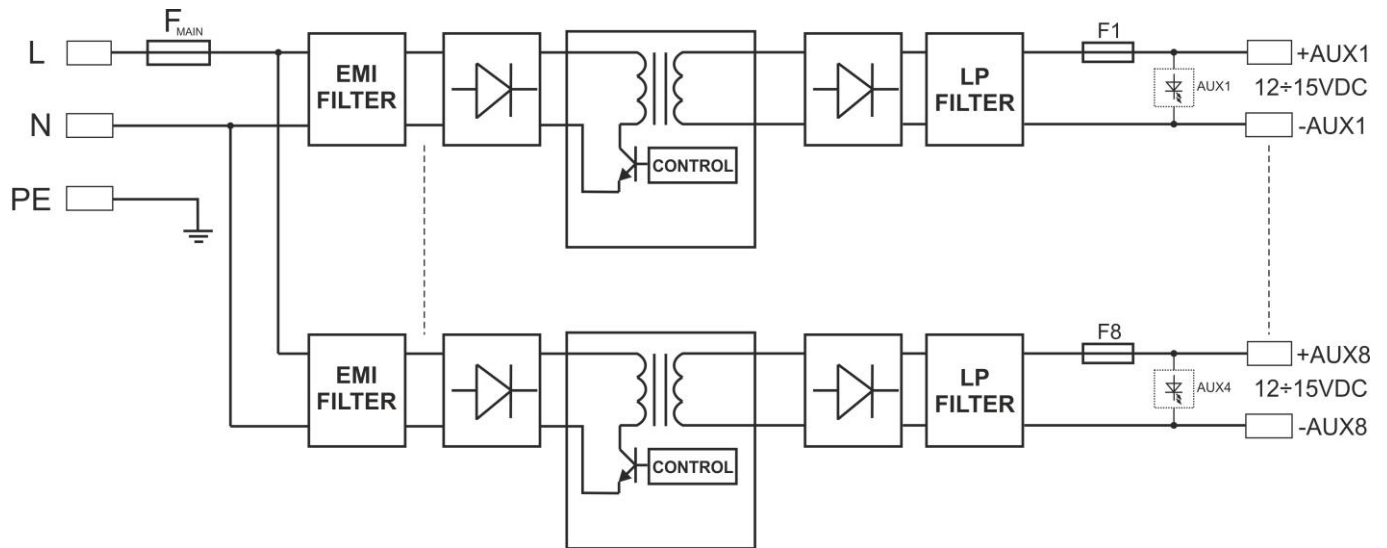 L
F MAIN
N
PE
EMI
FILTER
CONTROL
LP
FILTER
F1
AUX1
+AUX1
12÷15VDC
-AUX1
EMI
FILTER
CONTROL
LP
FILTER
F8
AUX4
+AUX8
12÷15VDC
-AUX8